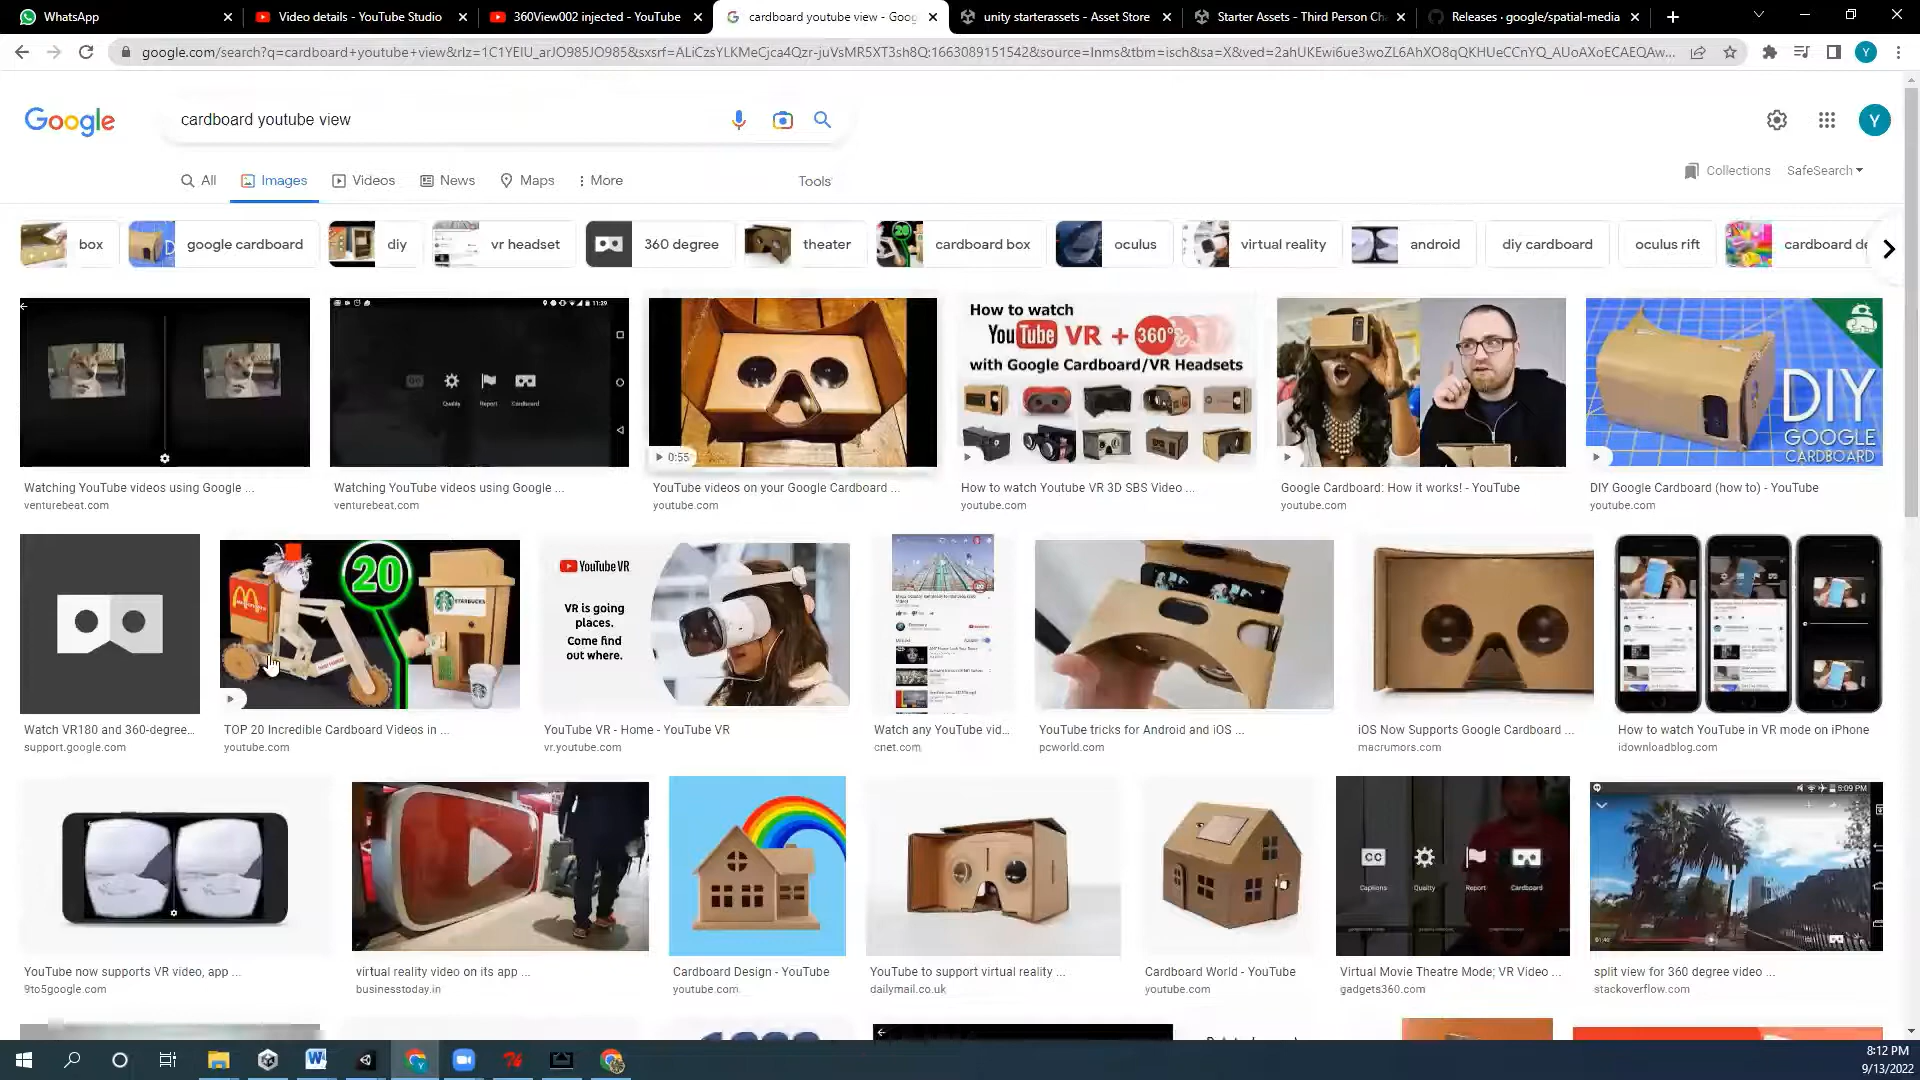 WhatsApp
Video details - YouTube Studio
360View002 injected - YouTube
cardboard youtube view - Goog
unity starterassets - Asset Store
Starter Assets - Third Person Ch
Releases · google/spatial-media
google.com/search?q=cardboard+youtube+view&rlz=1C1YEIU_arJO985JO985&sxsrf=ALiCzsYLKMeCjca4Qzr-juVsMR5XT3sh8Q:1663089151542&source=lnms&tbm=isch&sa=X&ved=2ahUKEwi6ue3woZL6AhXO8qQKHUeCCnYQ_AUoAXoECAEQAw...
Y
Google
cardboard youtube view
Y
All
Images
Videos
News
Maps
More
Tools
Collections
SafeSearch
box
google cardboard
diy
vr headset
360 degree
theater
cardboard box
oculus
virtual reality
android
diy cardboard
oculus rift
cardboard de
11:29
Quality
Report
Cardboard
0:55
How to watch
YouTube VR + 360°
with Google Cardboard/VR Headsets
DIY
GOOGLE
CARDBOARD
Watching YouTube videos using Google ...
venturebeat.com
Watching YouTube videos using Google ...
venturebeat.com
YouTube videos on your Google Cardboard ...
youtube.com
How to watch Youtube VR 3D SBS Video ...
youtube.com
Google Cardboard: How it works! - YouTube
youtube.com
DIY Google Cardboard (how to) - YouTube
youtube.com
20
STARBUCKS
YouTube VR
VR is going
places.
Come find
out where.
Watch VR180 and 360-degree...
support.google.com
TOP 20 Incredible Cardboard Videos in ...
youtube.com
YouTube VR - Home - YouTube VR
vr.youtube.com
Watch any YouTube vid...
cnet.com
YouTube tricks for Android and iOS ...
pcworld.com
iOS Now Supports Google Cardboard ...
macrumors.com
How to watch YouTube in VR mode on iPhone
idownloadblog.com
CC
Captions
Quality
Report
Cardboard
5:09 PM
YouTube now supports VR video, app ...
9to5google.com
virtual reality video on its app ...
businesstoday.in
Cardboard Design - YouTube
youtube.com
YouTube to support virtual reality ...
dailymail.co.uk
Cardboard World - YouTube
youtube.com
Virtual Movie Theatre Mode; VR Video ...
gadgets360.com
split view for 360 degree video ...
stackoverflow.com
8:12 PM
9/13/2022